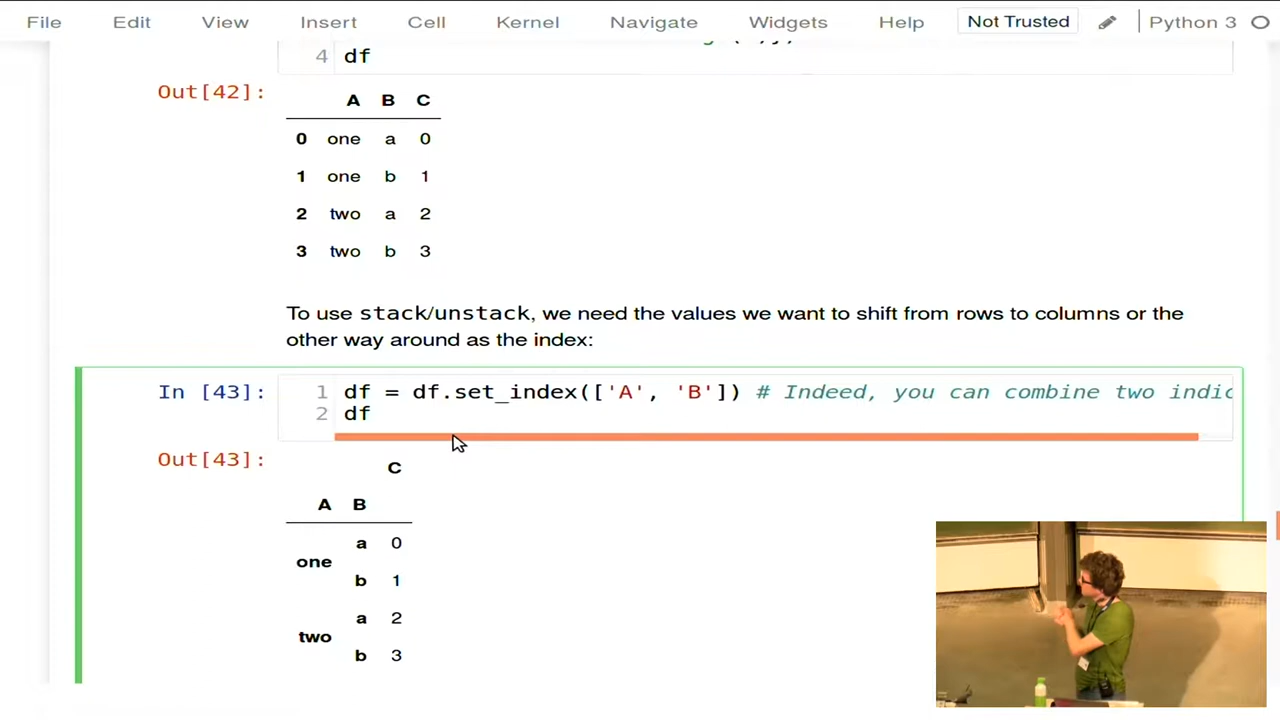 File Edit View Insert Cell Kernel Navigate Widgets Help Not Trusted Python 3
4 df
Out[42]:
A B C
0 one a 0
1 one b 1
2 two a 2
3 two b 3
To use stack/unstack, we need the values we want to shift from rows to columns or the
other way around as the index:
In [43]: 1 df = df.set_index(['A', 'B']) # Indeed, you can combine two indic
2 df
Out[43]:
C
A B
one a 0
b 1
two a 2
b 3